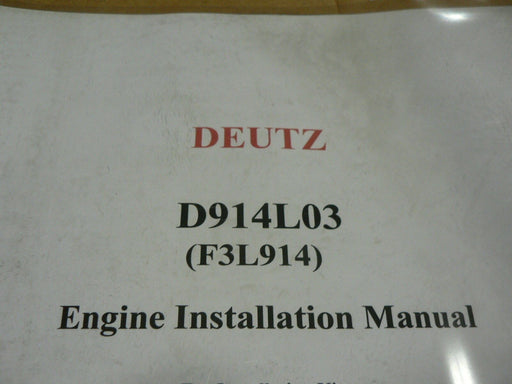 DEUTZ
D914L03
(F3L914)
Engine Installation Manual